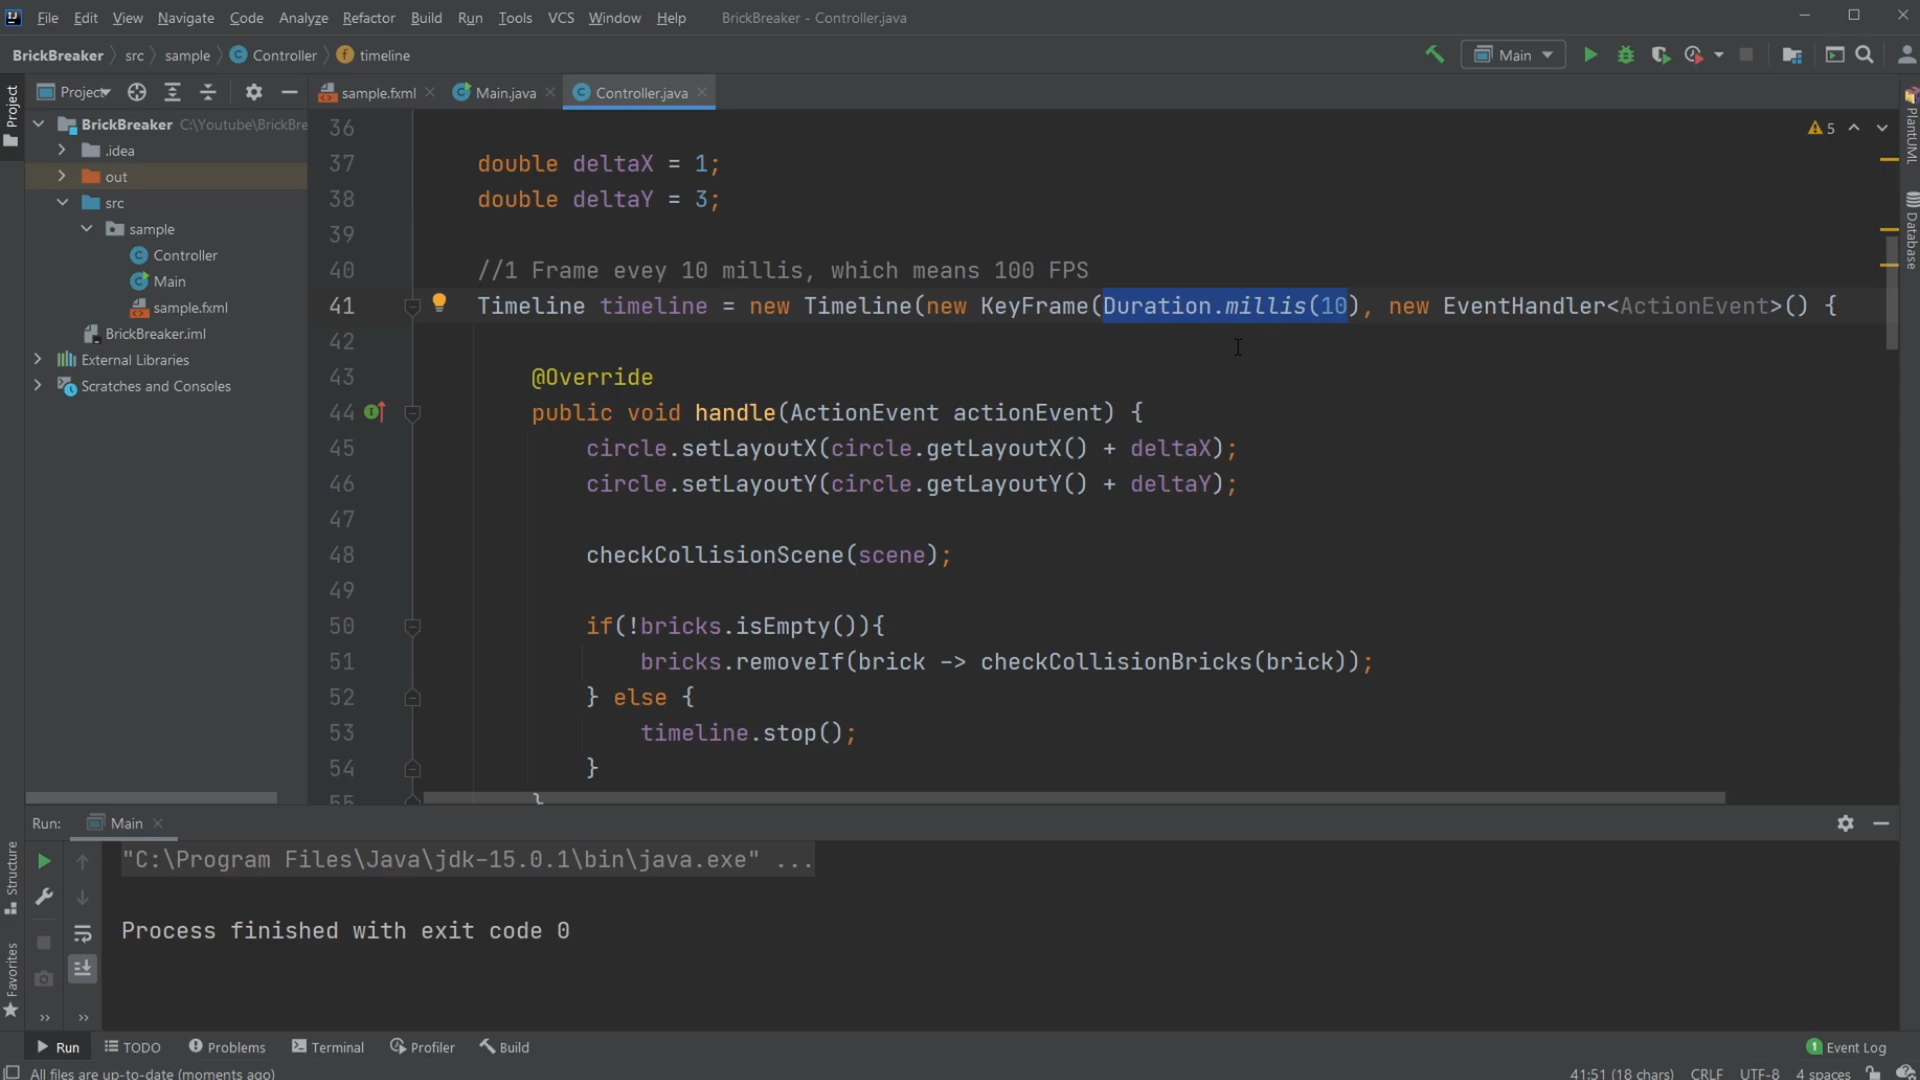 File Edit View Navigate Code Analyze Refactor Build Run Tools VCS Window Help BrickBreaker - Controller.java
BrickBreaker src sample Controller timeline Main
Project
sample.fxml Main.java Controller.java
BrickBreaker C:\Youtube\BrickBre
.idea
out
src
sample
Controller
Main
sample.fxml
BrickBreaker.iml
External Libraries
Scratches and Consoles
Project
5
PlantUML
Database
36
37 double deltaX = 1;
38 double deltaY = 3;
39
40 //1 Frame evey 10 millis, which means 100 FPS
41 Timeline timeline = new Timeline(new KeyFrame(Duration.millis(10), new EventHandler<ActionEvent>() {
42
43 @Override
44 public void handle(ActionEvent actionEvent) {
45 circle.setLayoutX(circle.getLayoutX() + deltaX);
46 circle.setLayoutY(circle.getLayoutY() + deltaY);
47
48 checkCollisionScene(scene);
49
50 if(!bricks.isEmpty()){
51 bricks.removeIf(brick -> checkCollisionBricks(brick));
52 } else {
53 timeline.stop();
54 }
55 }
Run: Main
"C:\Program Files\Java\jdk-15.0.1\bin\java.exe" ...
Process finished with exit code 0
Structure
Favorites
Run TODO Problems Terminal Profiler Build 1 Event Log
All files are up-to-date (moments ago) 41:51 (18 chars) CRLF UTF-8 4 spaces